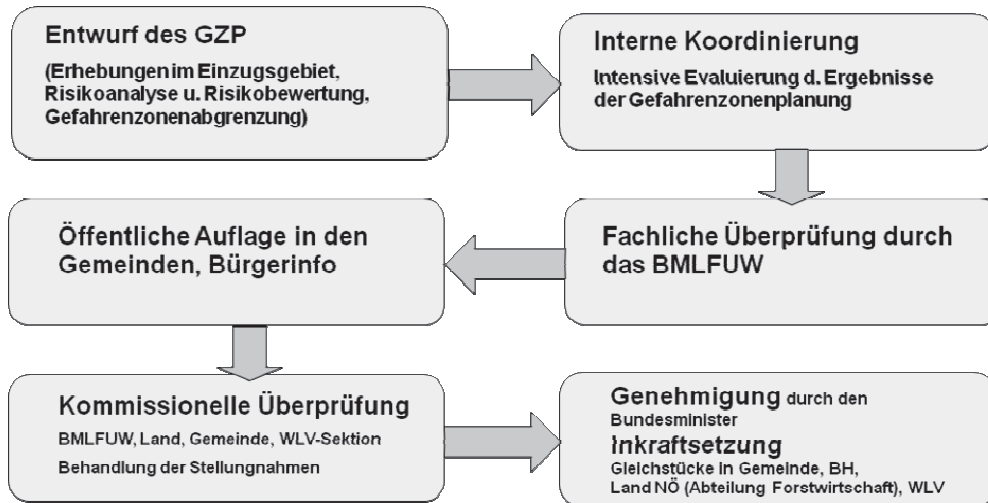 Entwurf des GZP
(Erhebungen im Einzugsgebiet,
Risikoanalyse u. Risikobewertung,
Gefahrenzonenabgrenzung)
Interne Koordinierung
Intensive Evaluierung d. Ergebnisse
der Gefahrenzonenplanung
Fachliche Überprüfung durch
das BMLFUW
Öffentliche Auflage in den
Gemeinden, Bürgerinfo
Kommissionelle Überprüfung
BMLFUW, Land, Gemeinde, WLV-Sektion
Behandlung der Stellungnahmen
Genehmigung durch den
Bundesminister
Inkraftsetzung
Gleichstücke in Gemeinde, BH,
Land NÖ (Abteilung Forstwirtschaft), WLV